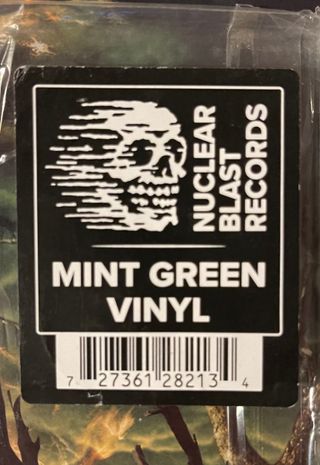 NUCLEAR
BLAST
RECORDS
MINT GREEN
VINYL
7 27361 28213 4